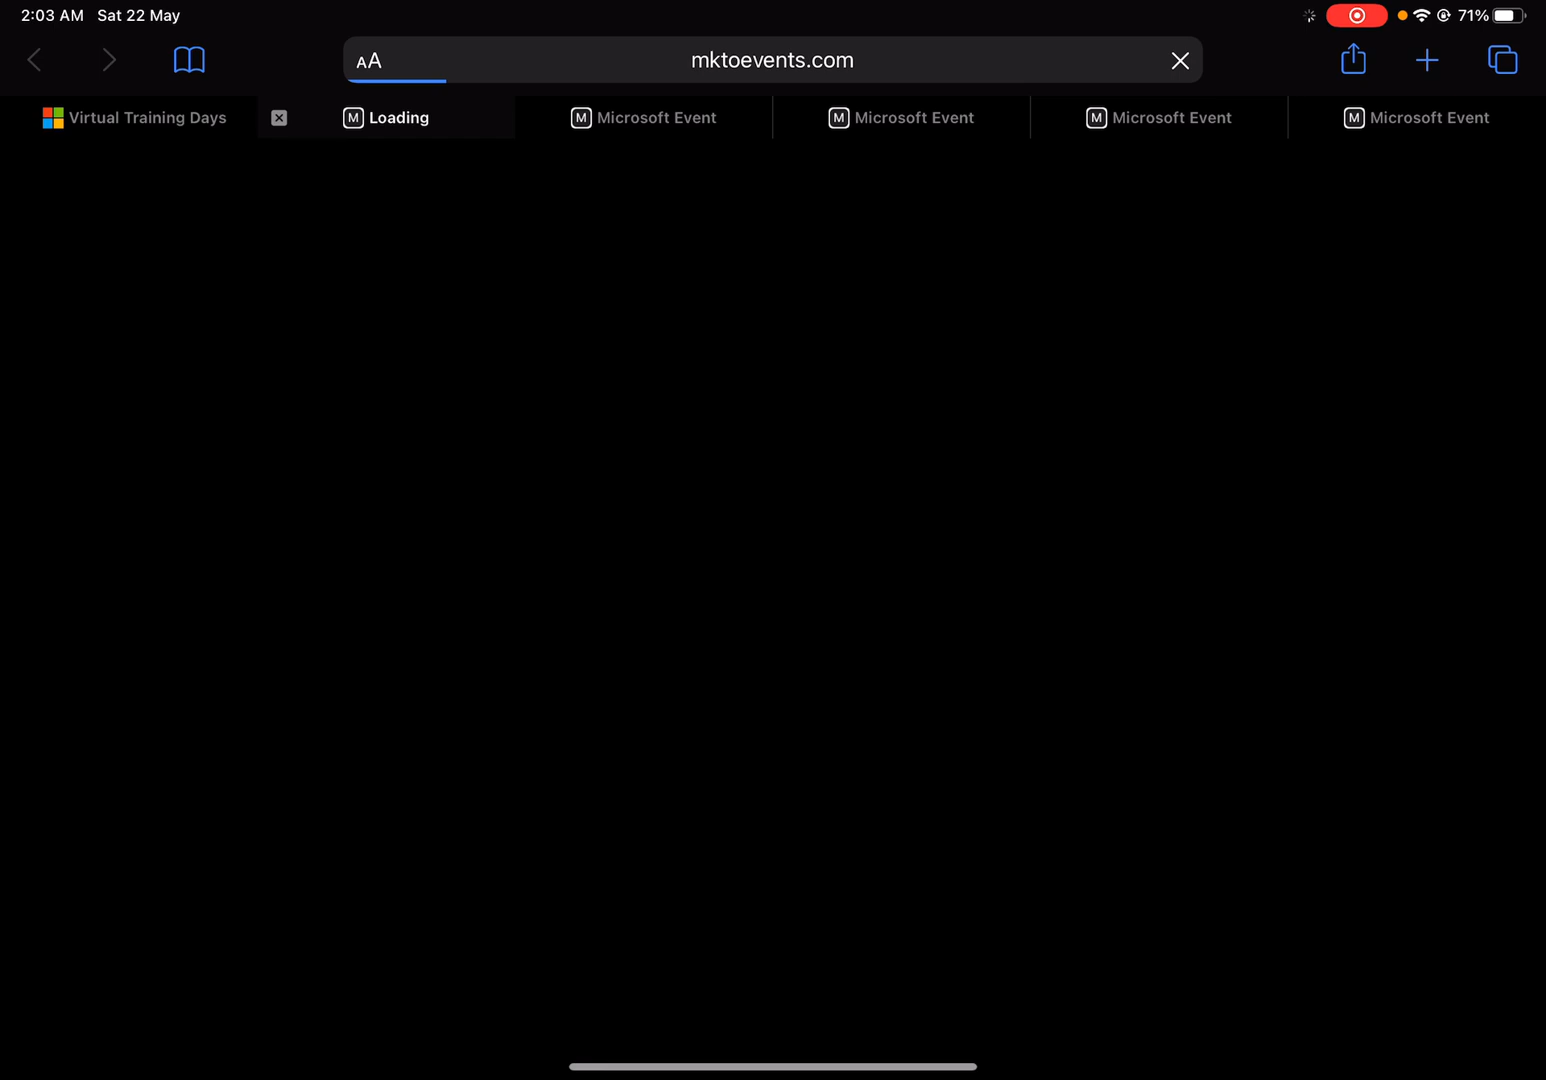 2:03 AM Sat 22 May
71%
AA mktoevents.com
Virtual Training Days
M Loading
M Microsoft Event
M Microsoft Event
M Microsoft Event
M Microsoft Event